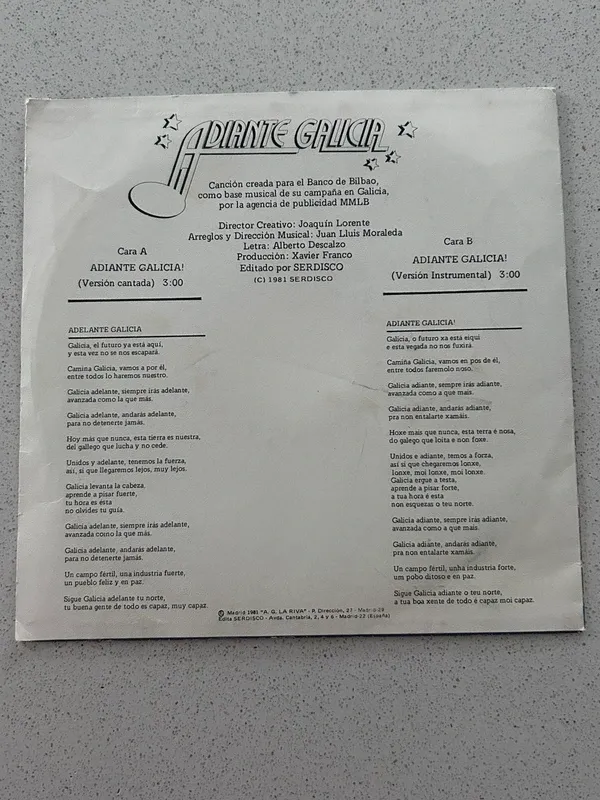 ADIANTE GALICIA
Canción creada para el Banco de Bilbao,
como base musical de su campaña en Galicia,
por la agencia de publicidad MMLB
Director Creativo: Joaquín Lorente
Arreglos y Dirección Musical: Juan Lluis Moraleda
Letra: Alberto Descalzo
Producción: Xavier Franco
Editado por SERDISCO
(C) 1981 SERDISCO
Cara A
ADIANTE GALICIA!
(Versión cantada) 3:00
Cara B
ADIANTE GALICIA!
(Versión Instrumental) 3:00
ADELANTE GALICIA
Galicia, el futuro ya está aquí,
y esta vez no se nos escapará.
Camina Galicia, vamos a por él,
entre todos lo haremos nuestro.
Galicia adelante, siempre irás adelante,
avanzada como la que más.
Galicia adelante, andarás adelante,
para no detenerte jamás.
Hoy más que nunca, esta tierra es nuestra,
del gallego que lucha y no cede.
Unidos y adelante, tenemos la fuerza,
así, si que llegaremos lejos, muy lejos.
Galicia levanta la cabeza,
aprende a pisar fuerte,
tu hora es ésta
no olvides tu guía.
Galicia adelante, siempre irás adelante,
avanzada como la que más.
Galicia adelante, andarás adelante,
para no detenerte jamás.
Un campo fértil, una industria fuerte,
un pueblo feliz y en paz.
Sigue Galicia adelante tu norte,
tu buena gente de todo es capaz, muy capaz.
ADIANTE GALICIA!
Galicia, o futuro xa está eiquí
e esta vegada no nos fuxirá.
Camiña Galicia, vamos en pos de él,
entre todos farémolo noso.
Galicia adiante, sempre irás adiante,
avanzada como a que mais.
Galicia adiante, andarás adiante,
pra non entalarte xamáis.
Hoxe mais que nunca, esta terra é nosa,
do galego que loita e non foxe.
Unidos e adiante, temos a forza,
así si que chegaremos lonxe,
lonxe, moi lonxe, moi lonxe.
Galicia ergue a testa,
aprende a pisar forte,
a tua hora é esta
non esquezas o teu norte.
Galicia adiante, sempre irás adiante,
avanzada como a que mais.
Galicia adiante, andarás adiante,
pra non entalarte xamáis.
Un campo fértil, unha industria forte,
um pobo ditoso e en paz.
Sigue Galicia adiante o teu norte,
a tua boa xente de todo é capaz moi capaz.
© Madrid 1981 "A. G. LA RIVA" - P. Dirección, 27 - Madrid-29
Edita SERDISCO - Avda. Cantabria, 2, 4 y 6 - Madrid-22 (España)